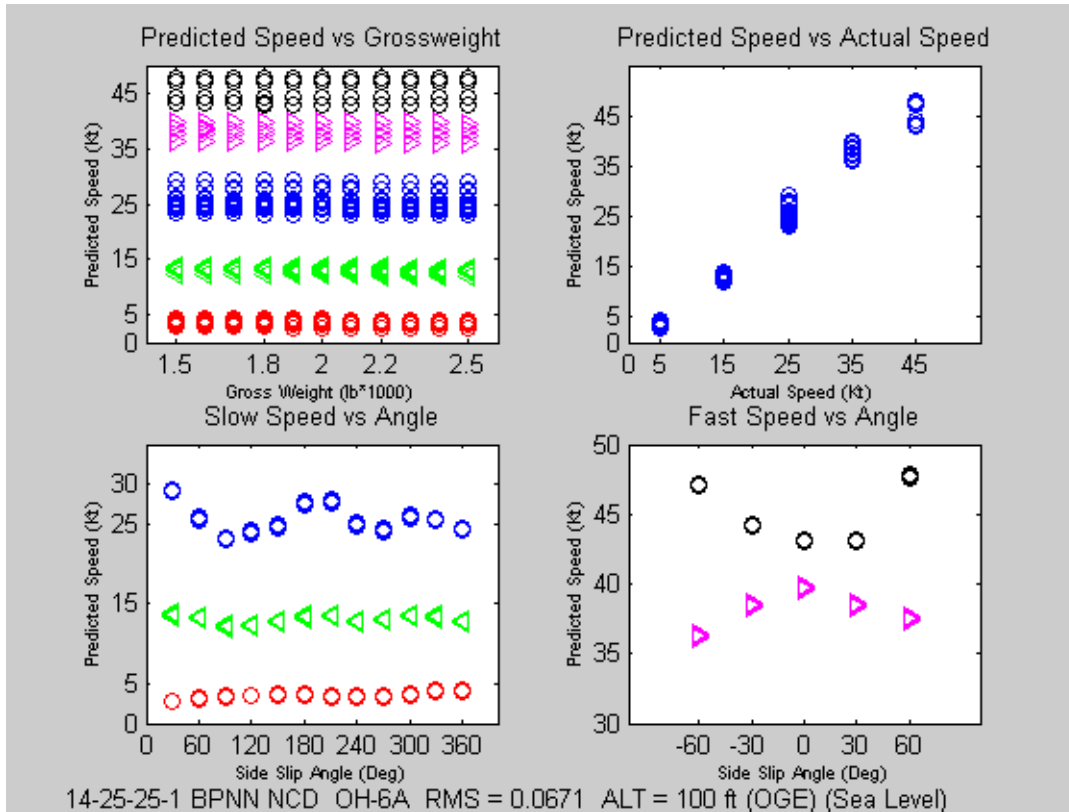 Predicted Speed vs Grossweight
Predicted Speed (Kt)
45
35
25
15
5
0
1.5 1.8 2 2.2 2.5
Gross Weight (lb*1000)
Predicted Speed vs Actual Speed
Predicted Speed (Kt)
45
35
25
15
5
0
0 5 15 25 35 45
Actual Speed (Kt)
Slow Speed vs Angle
Predicted Speed (Kt)
30
25
15
5
0
0 60 120 180 240 300 360
Side Slip Angle (Deg)
Fast Speed vs Angle
Predicted Speed (Kt)
50
45
40
35
30
-60 -30 0 30 60
Side Slip Angle (Deg)
14-25-25-1 BPNN NCD OH-6A RMS = 0.0671 ALT = 100 ft (OGE) (Sea Level)